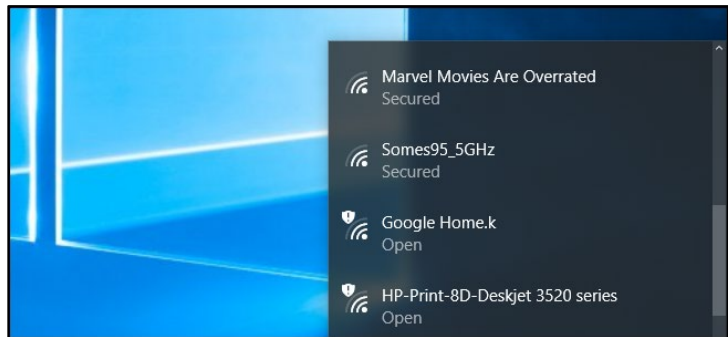 Marvel Movies Are Overrated
Secured
Somes95_5GHz
Secured
Google Home.k
Open
HP-Print-8D-Deskjet 3520 series
Open